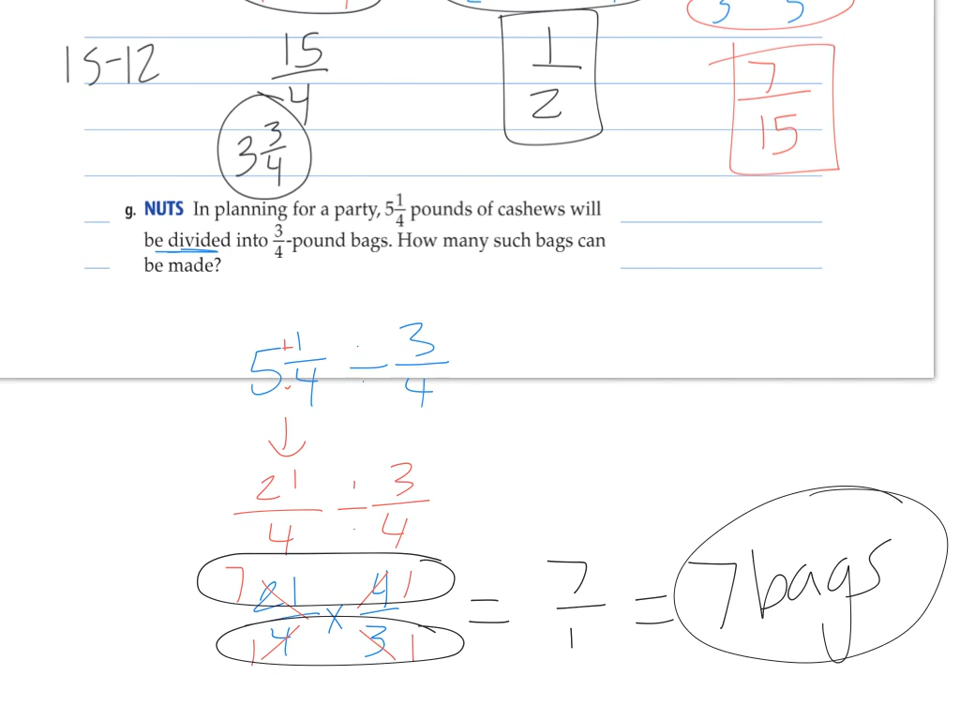 3 5
15-12 15/4 1/2 7/15
3 3/4
g. NUTS In planning for a party, 5 1/4 pounds of cashews will
be divided into 3/4-pound bags. How many such bags can
be made?
5 + 1/4 ÷ 3/4
21/4 ÷ 3/4
7 21/4 1 × 4 1/3 1 = 7/1 = 7 bags